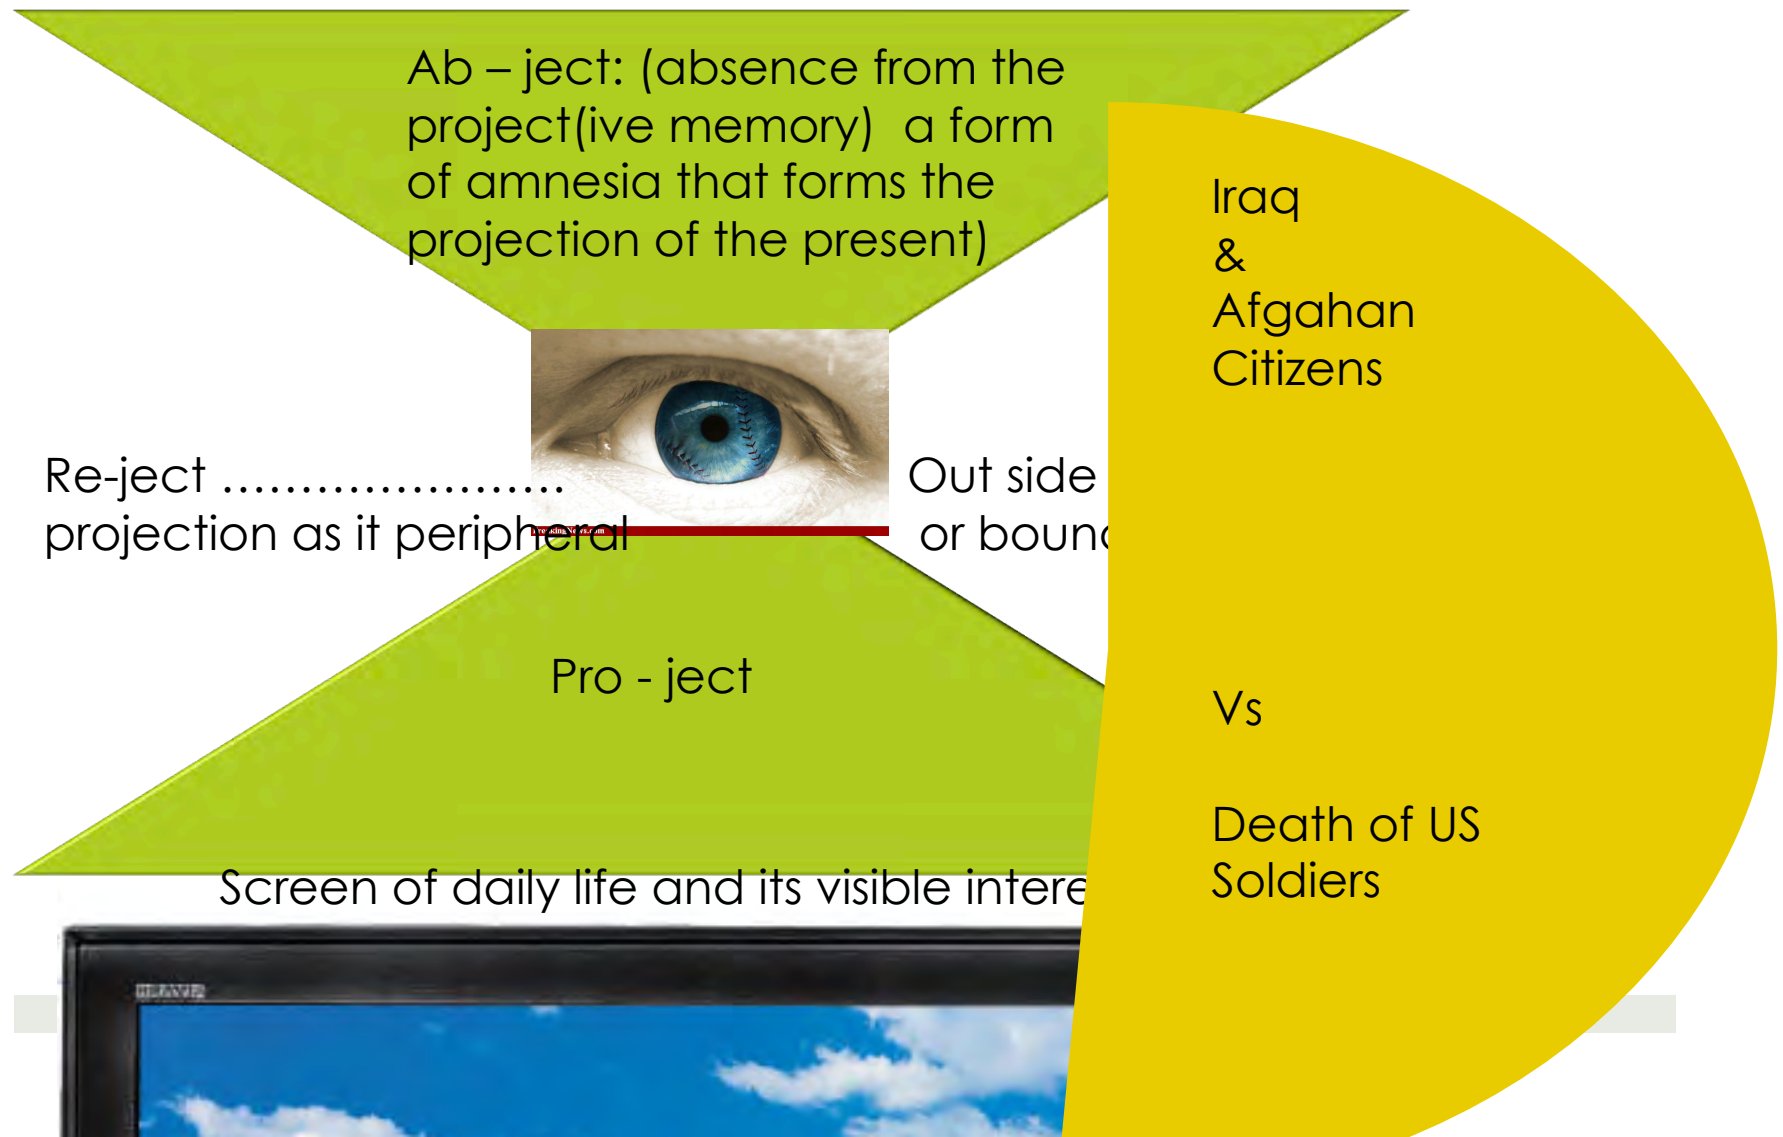 Ab – ject: (absence from the
project(ive memory)  a form
of amnesia that forms the
projection of the present)
Iraq
&
Afgahan
Citizens
Re-ject ......................
Out side
projection as it peripheral
or
Pro - ject
Vs
Death of US
Soldiers
Screen of daily life and its visible